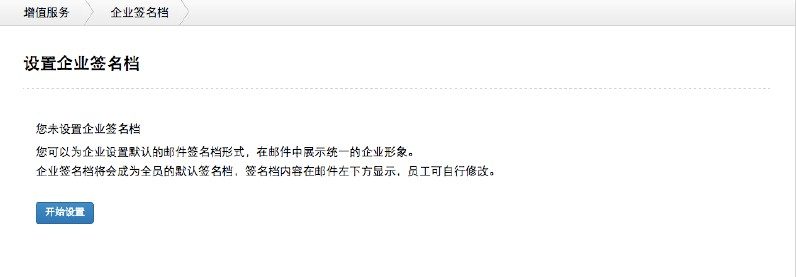 增值服务
企业签名档
设置企业签名档
您未设置企业签名档
您可以为企业设置默认的邮件签名档形式，在邮件中展示统一的企业形象。
企业签名档将会成为全员的默认签名档，签名档内容在邮件左下方显示，员工可自行修改。
开始设置